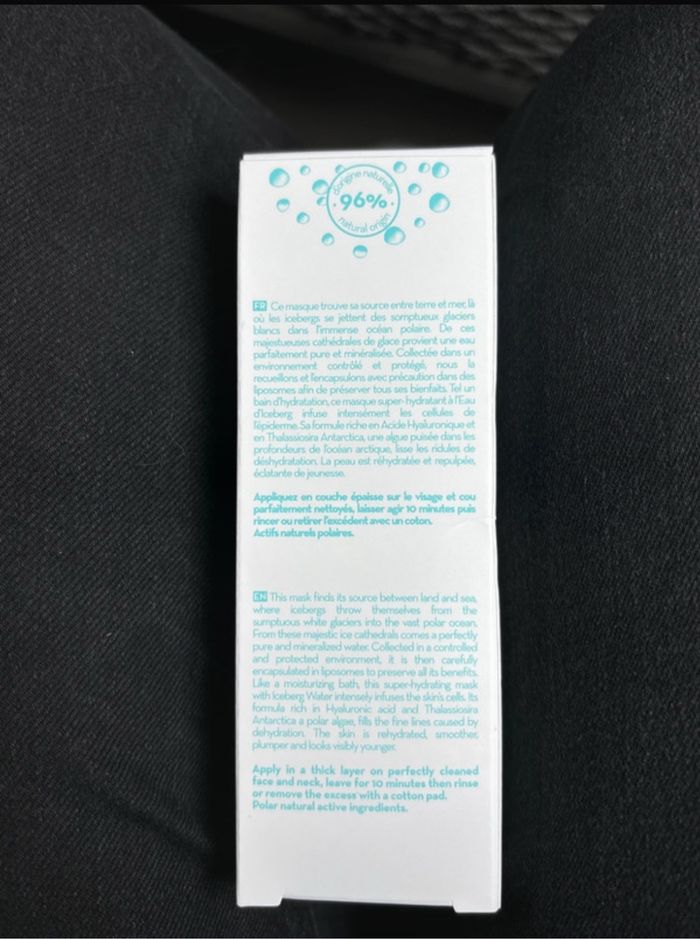 d'origine naturelle
96%
natural origin
FR Ce masque trouve sa source entre terre et mer, là
où les icebergs se jettent des somptueux glaciers
blancs dans l'immense océan polaire. De ces
majestueuses cathédrales de glace provient une eau
parfaitement pure et minéralisée. Collectée dans un
environnement contrôlé et protégé, nous la
recueillons et l'encapsulons avec précaution dans des
liposomes afin de préserver tous ses bienfaits. Tel un
bain d'hydratation, ce masque super-hydratant à l'Eau
d'Iceberg infuse intensément les cellules de
l'épiderme. Sa formule riche en Acide Hyaluronique et
en Thalassiosira Antarctica, une algue puisée dans les
profondeurs de l'océan arctique, lisse les ridules de
déshydratation. La peau est réhydratée et repulpée,
éclatante de jeunesse.
Appliquez en couche épaisse sur le visage et cou
parfaitement nettoyés, laisser agir 10 minutes puis
rincer ou retirer l'excédent avec un coton.
Actifs naturels polaires.
EN This mask finds its source between land and sea,
where icebergs throw themselves from the
sumptuous white glaciers into the vast polar ocean.
From these majestic ice cathedrals comes a perfectly
pure and mineralized water. Collected in a controlled
and protected environment, it is then carefully
encapsulated in liposomes to preserve all its benefits.
Like a moisturizing bath, this super-hydrating mask
with Iceberg Water intensely infuses the skin's cells. Its
formula rich in Hyaluronic acid and Thalassiosira
Antarctica a polar algae, fills the fine lines caused by
dehydration. The skin is rehydrated, smoother,
plumper and looks visibly younger.
Apply in a thick layer on perfectly cleaned
face and neck, leave for 10 minutes then rinse
or remove the excess with a cotton pad.
Polar natural active ingredients.